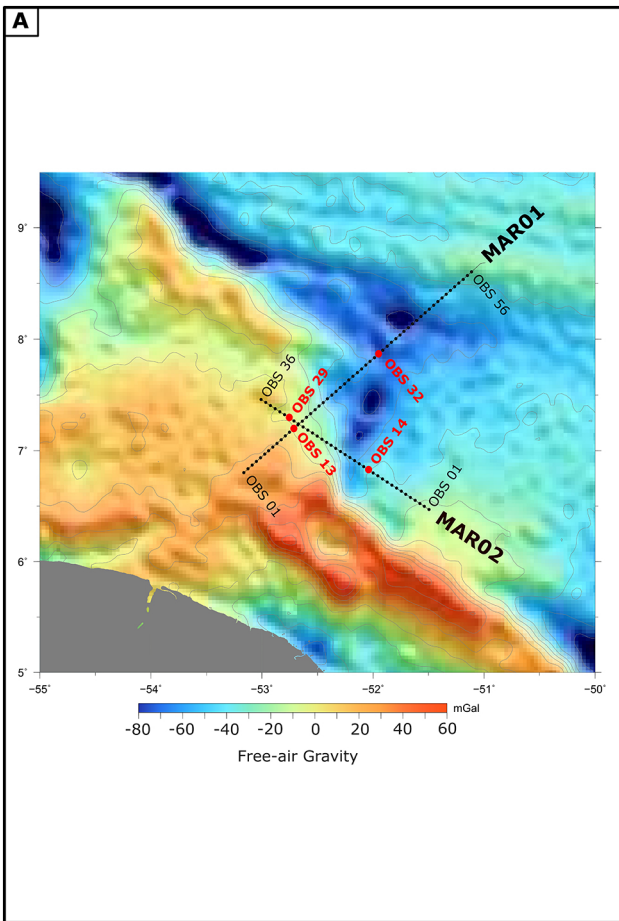 A
9˚
8˚
7˚
6˚
5˚
MAR01
OBS 56
OBS 36
OBS 29
OBS 32
OBS 13
OBS 14
OBS 01
OBS 01
MAR02
−55˚ −54˚ −53˚ −52˚ −51˚ −50˚
mGal
-80 -60 -40 -20 0 20 40 60
Free-air Gravity